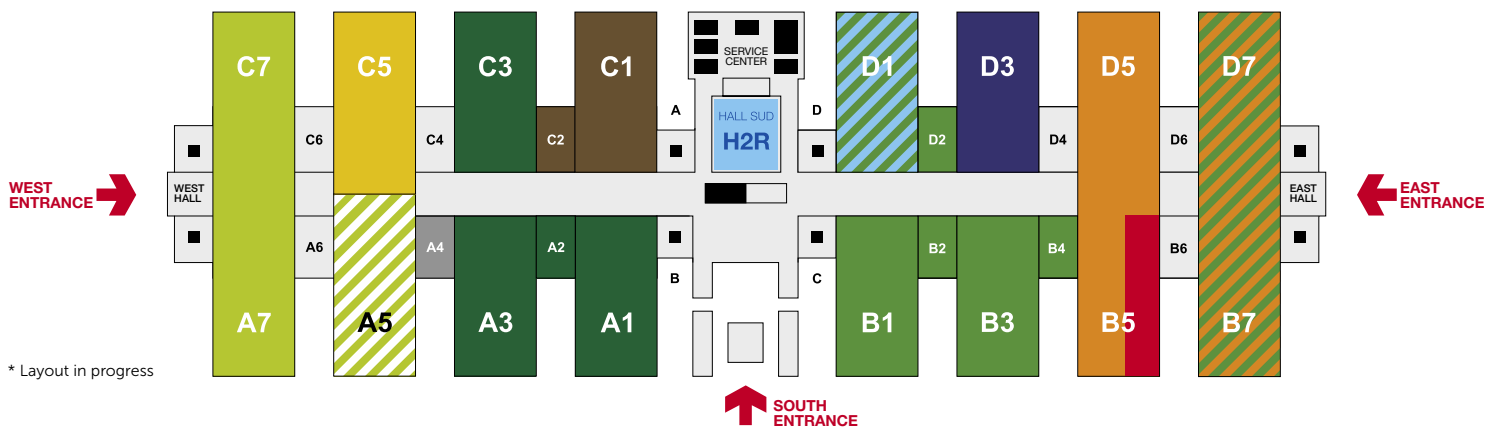 C7
C5
C3
C1
SERVICE
CENTER
D1
D3
D5
D7
A
D
HALL SUD
H2R
C6
C4
C2
D2
D4
D6
WEST
ENTRANCE
WEST
HALL
EAST
HALL
EAST
ENTRANCE
A6
A4
A2
B2
B4
B6
B
C
A7
A5
A3
A1
B1
B3
B5
B7
* Layout in progress
SOUTH
ENTRANCE